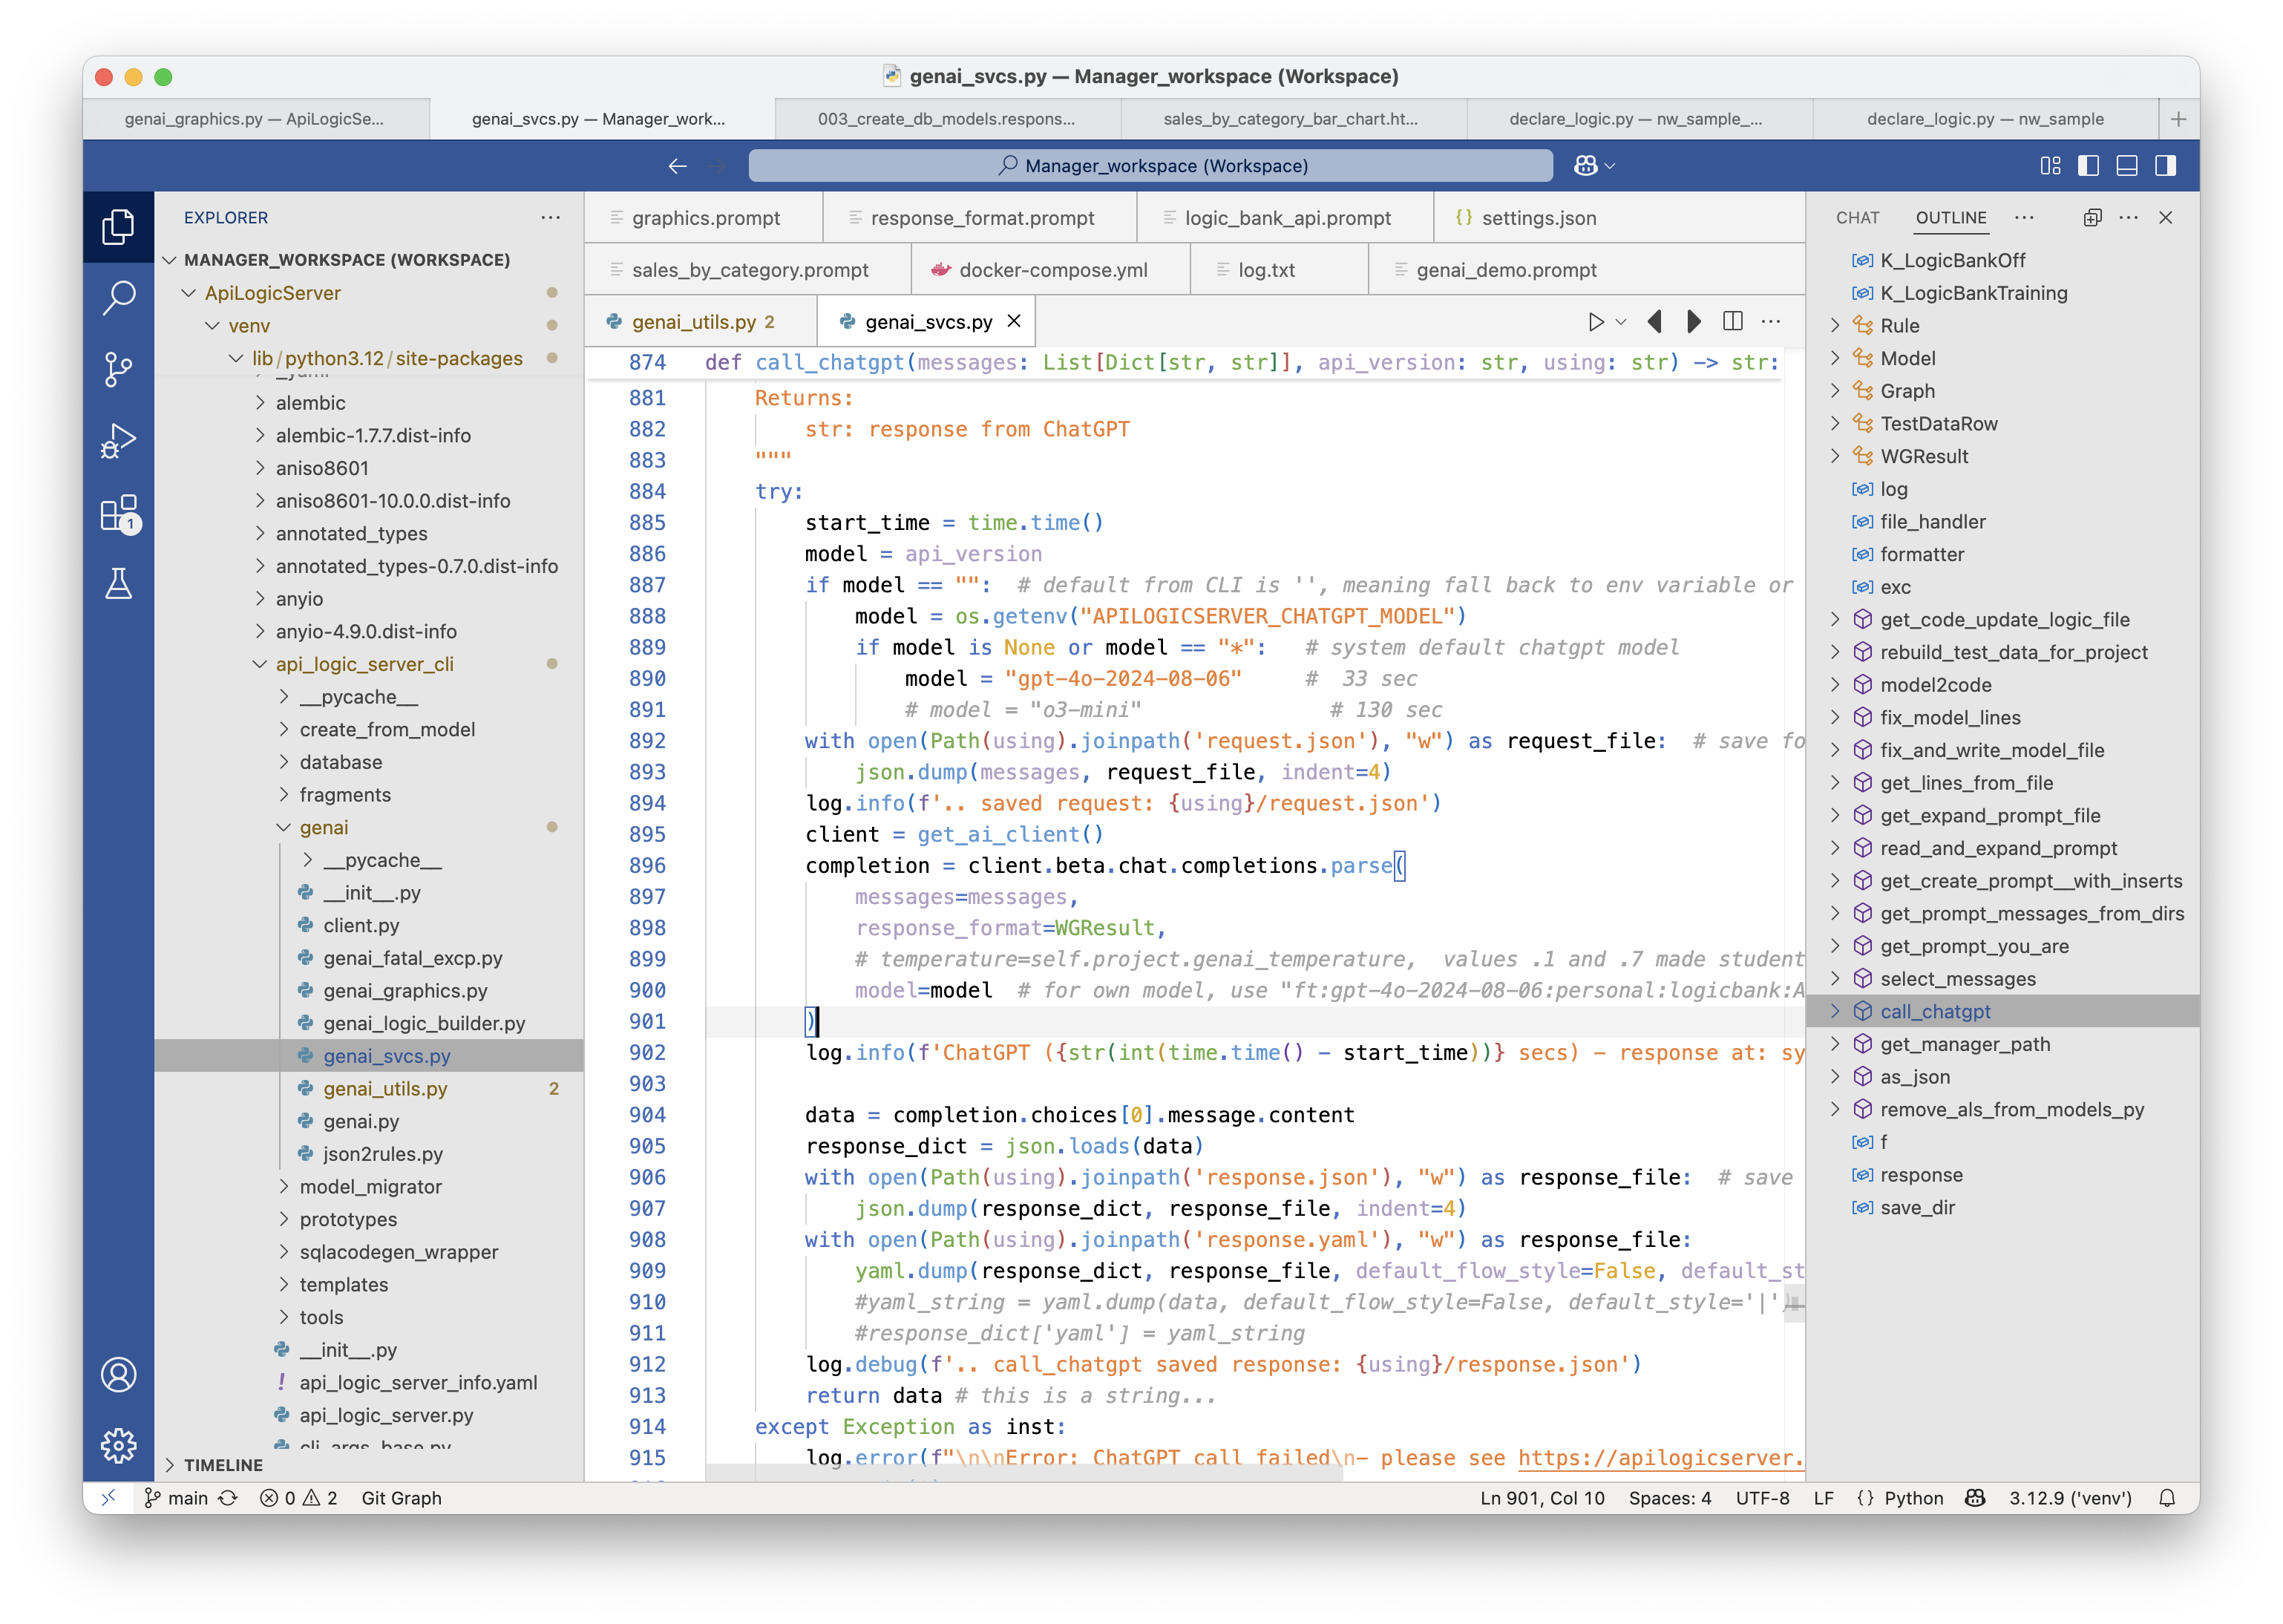 genai_svcs.py — Manager_workspace (Workspace)
genai_graphics.py — ApiLogicSe...
genai_svcs.py — Manager_work...
003_create_db_models.respons...
sales_by_category_bar_chart.ht...
declare_logic.py — nw_sample_...
declare_logic.py — nw_sample
Manager_workspace (Workspace)
EXPLORER
MANAGER_WORKSPACE (WORKSPACE)
ApiLogicServer
venv
lib/python3.12/site-packages
alembic
alembic-1.7.7.dist-info
aniso8601
aniso8601-10.0.0.dist-info
annotated_types
annotated_types-0.7.0.dist-info
anyio
anyio-4.9.0.dist-info
api_logic_server_cli
__pycache__
create_from_model
database
fragments
genai
__pycache__
__init__.py
client.py
genai_fatal_excp.py
genai_graphics.py
genai_logic_builder.py
genai_svcs.py
genai_utils.py 2
genai.py
json2rules.py
model_migrator
prototypes
sqlacodegen_wrapper
templates
tools
__init__.py
! api_logic_server_info.yaml
api_logic_server.py
cli_args_base.py
TIMELINE
1
graphics.prompt
response_format.prompt
logic_bank_api.prompt
{} settings.json
sales_by_category.prompt
docker-compose.yml
log.txt
genai_demo.prompt
genai_utils.py 2
genai_svcs.py
874 def call_chatgpt(messages: List[Dict[str, str]], api_version: str, using: str) -> str:
881 Returns:
882 str: response from ChatGPT
883 """
884 try:
885 start_time = time.time()
886 model = api_version
887 if model == "": # default from CLI is '', meaning fall back to env variable or
888 model = os.getenv("APILOGICSERVER_CHATGPT_MODEL")
889 if model is None or model == "*": # system default chatgpt model
890 model = "gpt-4o-2024-08-06" # 33 sec
891 # model = "o3-mini" # 130 sec
892 with open(Path(using).joinpath('request.json'), "w") as request_file: # save fo
893 json.dump(messages, request_file, indent=4)
894 log.info(f'.. saved request: {using}/request.json')
895 client = get_ai_client()
896 completion = client.beta.chat.completions.parse(
897 messages=messages,
898 response_format=WGResult,
899 # temperature=self.project.genai_temperature, values .1 and .7 made student
900 model=model # for own model, use "ft:gpt-4o-2024-08-06:personal:logicbank:A
901 )
902 log.info(f'ChatGPT ({str(int(time.time() - start_time))} secs) - response at: sy
903
904 data = completion.choices[0].message.content
905 response_dict = json.loads(data)
906 with open(Path(using).joinpath('response.json'), "w") as response_file: # save
907 json.dump(response_dict, response_file, indent=4)
908 with open(Path(using).joinpath('response.yaml'), "w") as response_file:
909 yaml.dump(response_dict, response_file, default_flow_style=False, default_st
910 #yaml_string = yaml.dump(data, default_flow_style=False, default_style='|')
911 #response_dict['yaml'] = yaml_string
912 log.debug(f'.. call_chatgpt saved response: {using}/response.json')
913 return data # this is a string...
914 except Exception as inst:
915 log.error(f"\n\nError: ChatGPT call failed\n- please see https://apilogicserver.
CHAT
OUTLINE
K_LogicBankOff
K_LogicBankTraining
Rule
Model
Graph
TestDataRow
WGResult
log
file_handler
formatter
exc
get_code_update_logic_file
rebuild_test_data_for_project
model2code
fix_model_lines
fix_and_write_model_file
get_lines_from_file
get_expand_prompt_file
read_and_expand_prompt
get_create_prompt__with_inserts
get_prompt_messages_from_dirs
get_prompt_you_are
select_messages
call_chatgpt
get_manager_path
as_json
remove_als_from_models_py
f
response
save_dir
main
0
2
Git Graph
Ln 901, Col 10
Spaces: 4
UTF-8
LF
{} Python
3.12.9 ('venv')